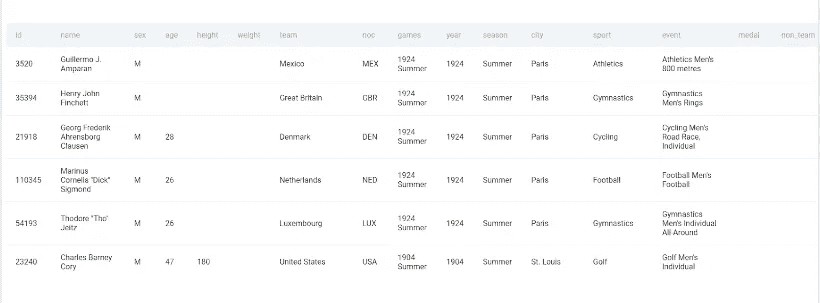 id name sex age height weight team noc games year season city sport event medal non_team
3520 Guillermo J. Amparan M Mexico MEX 1924 Summer 1924 Summer Paris Athletics Athletics Men's 800 metres
35394 Henry John Finchett M Great Britain GBR 1924 Summer 1924 Summer Paris Gymnastics Gymnastics Men's Rings
21918 Georg Frederik Ahrensborg Clausen M 28 Denmark DEN 1924 Summer 1924 Summer Paris Cycling Cycling Men's Road Race, Individual
110345 Marinus Cornelis "Dick" Sigmond M 26 Netherlands NED 1924 Summer 1924 Summer Paris Football Football Men's Football
54193 Thodore "Tho" Jeitz M 26 Luxembourg LUX 1924 Summer 1924 Summer Paris Gymnastics Gymnastics Men's Individual All-Around
23240 Charles Barney Cory M 47 180 United States USA 1904 Summer 1904 Summer St. Louis Golf Golf Men's Individual